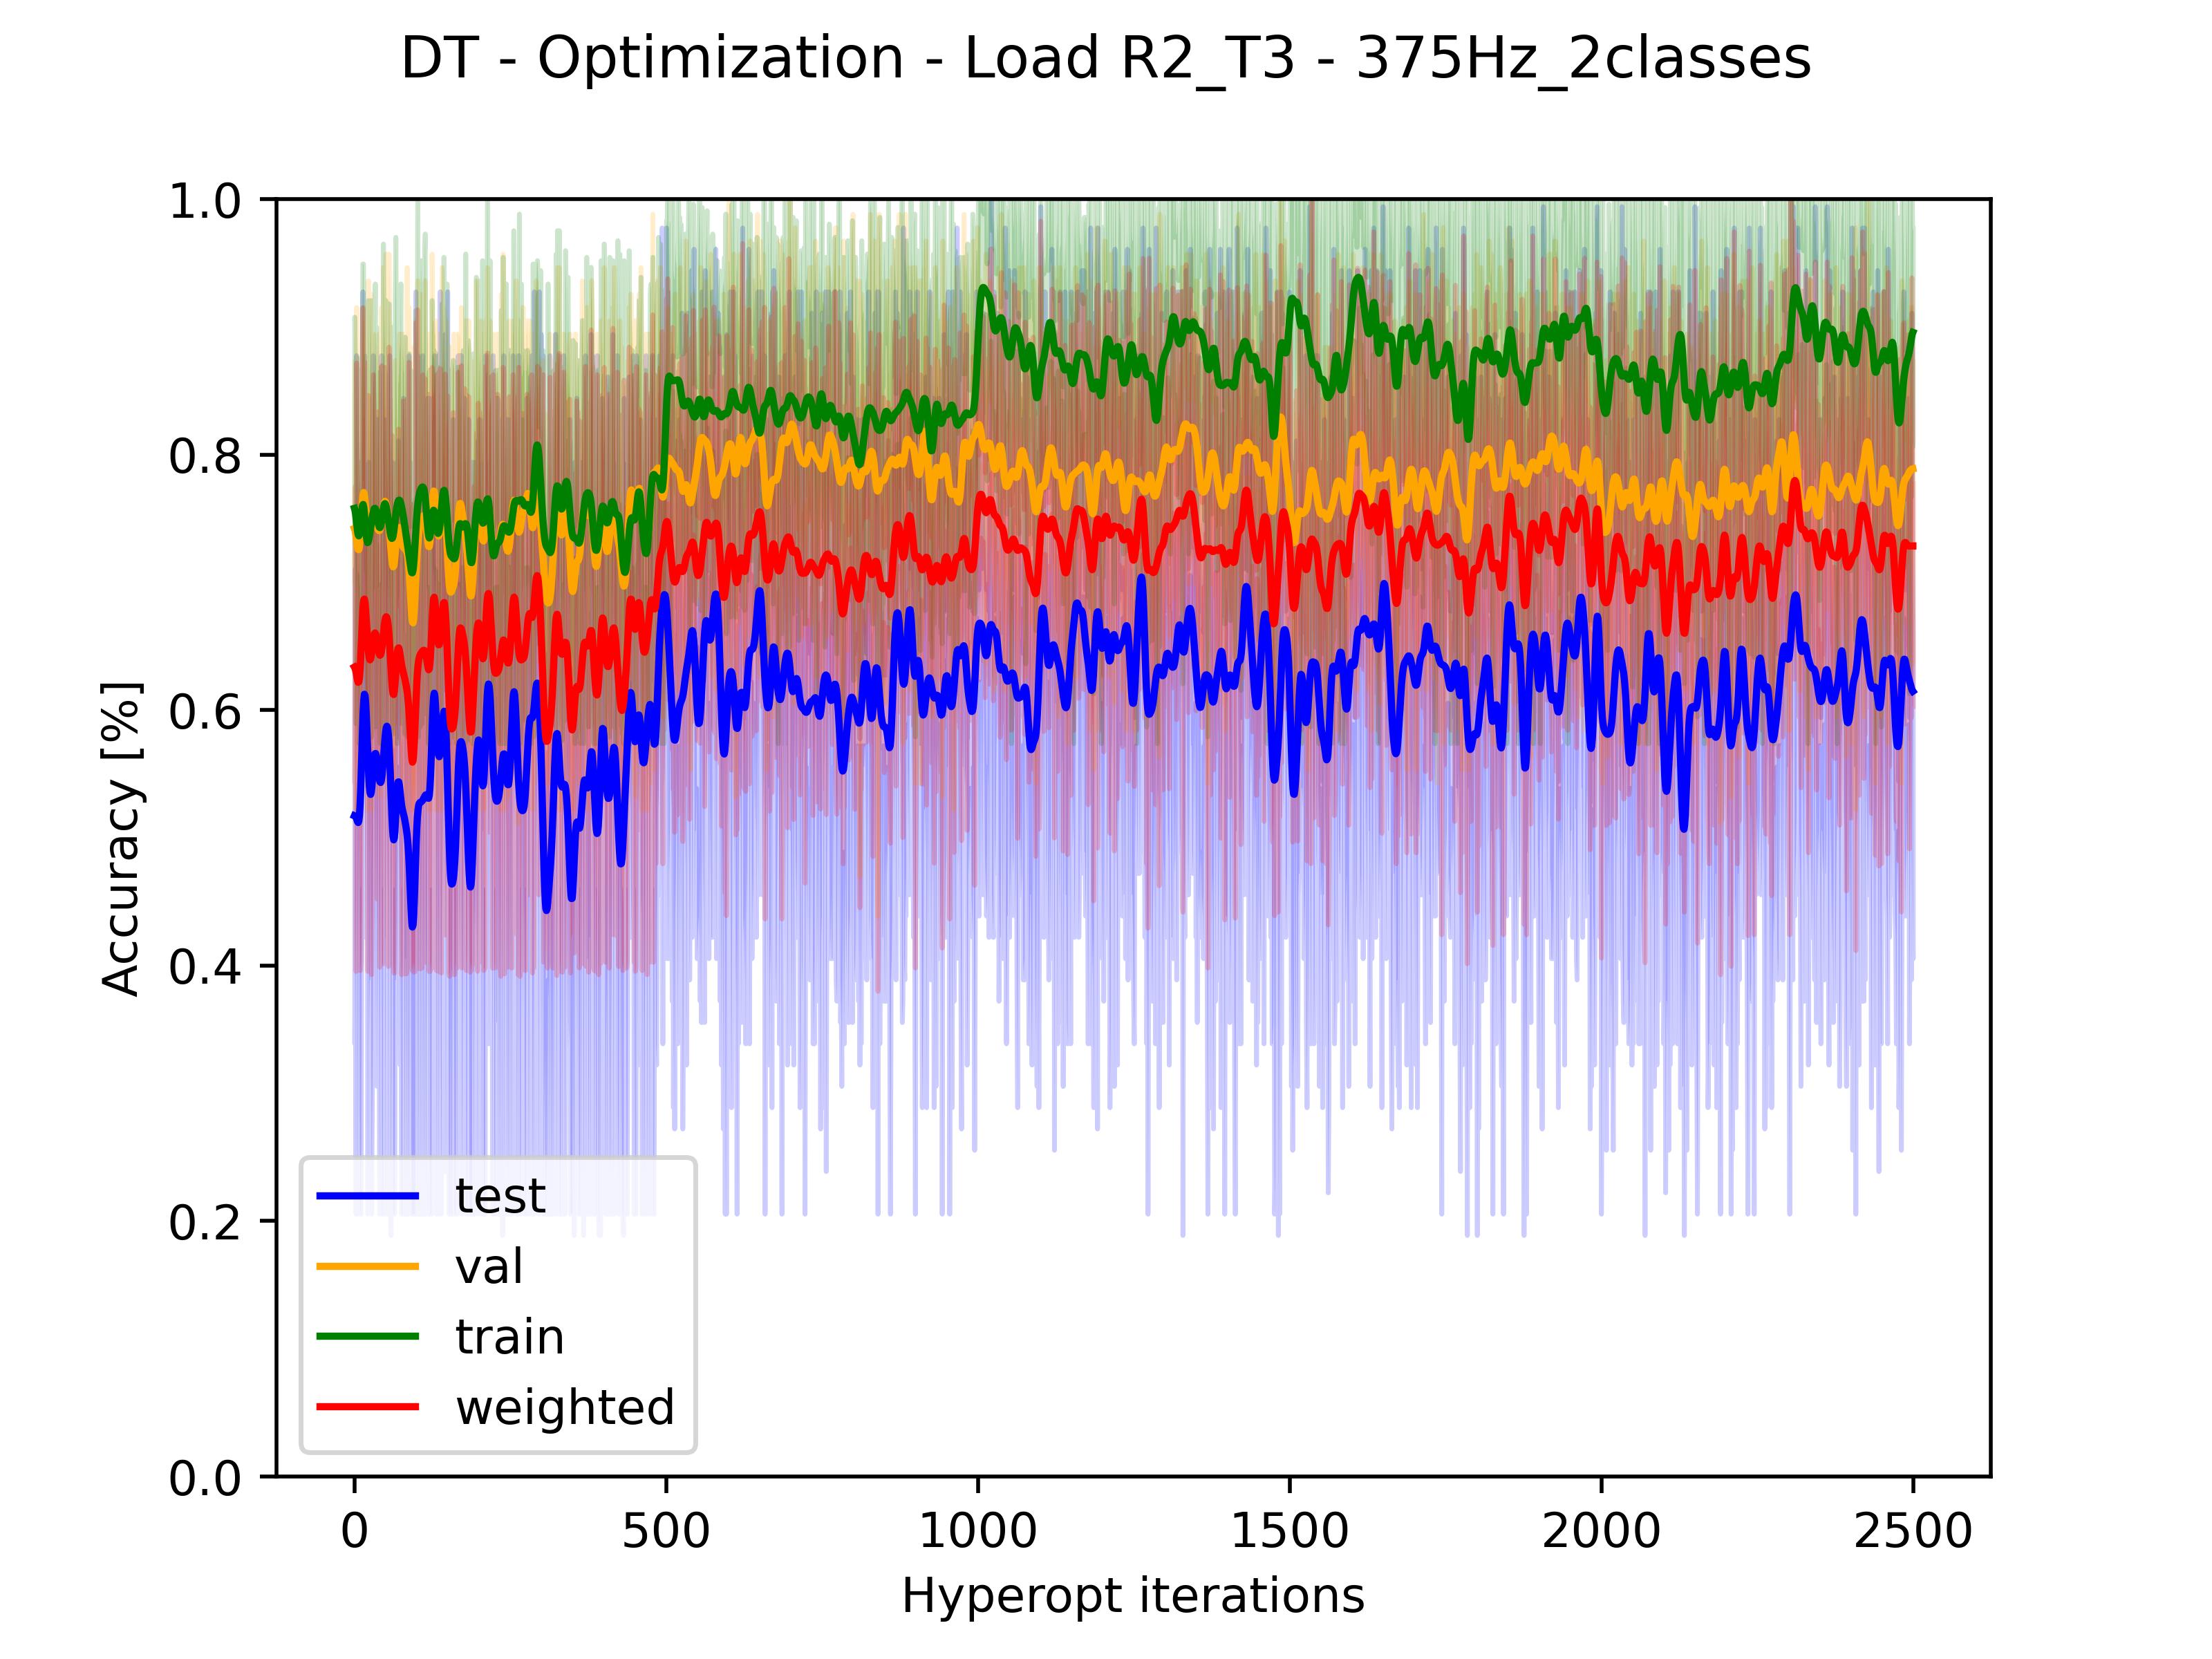 DT - Optimization - Load R2_T3 - 375Hz_2classes
1.0
0.8
0.6
0.4
0.2
0.0
Accuracy [%]
test
val
train
weighted
0 500 1000 1500 2000 2500
Hyperopt iterations